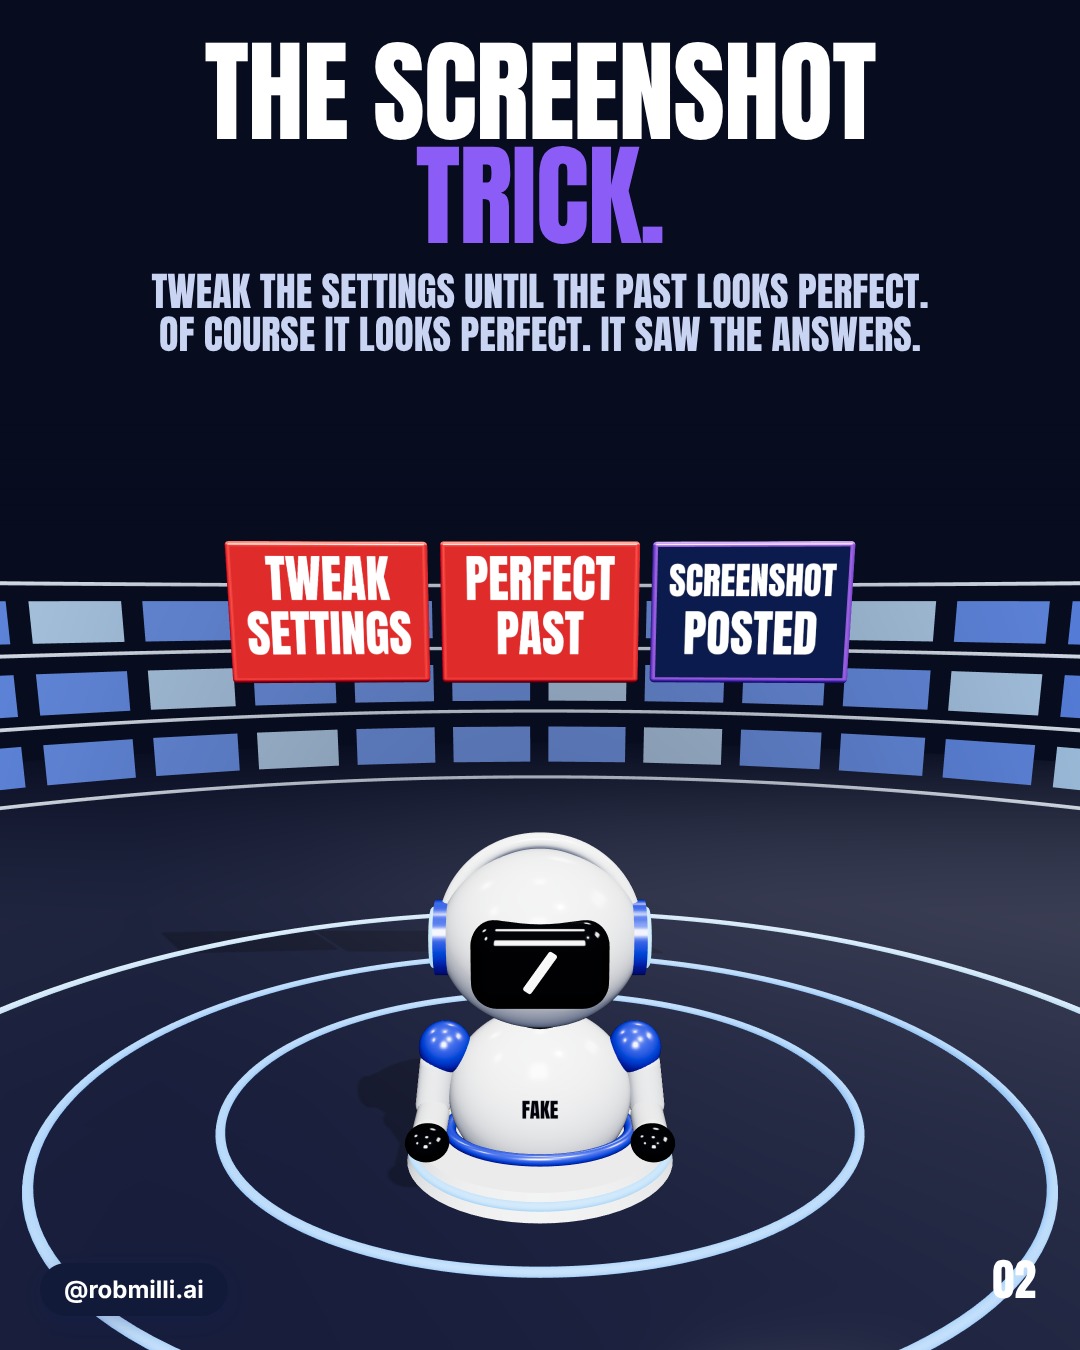 THE SCREENSHOT
TRICK.
TWEAK THE SETTINGS UNTIL THE PAST LOOKS PERFECT.
OF COURSE IT LOOKS PERFECT. IT SAW THE ANSWERS.
TWEAK
SETTINGS
PERFECT
PAST
SCREENSHOT
POSTED
FAKE
@robmilli.ai
02